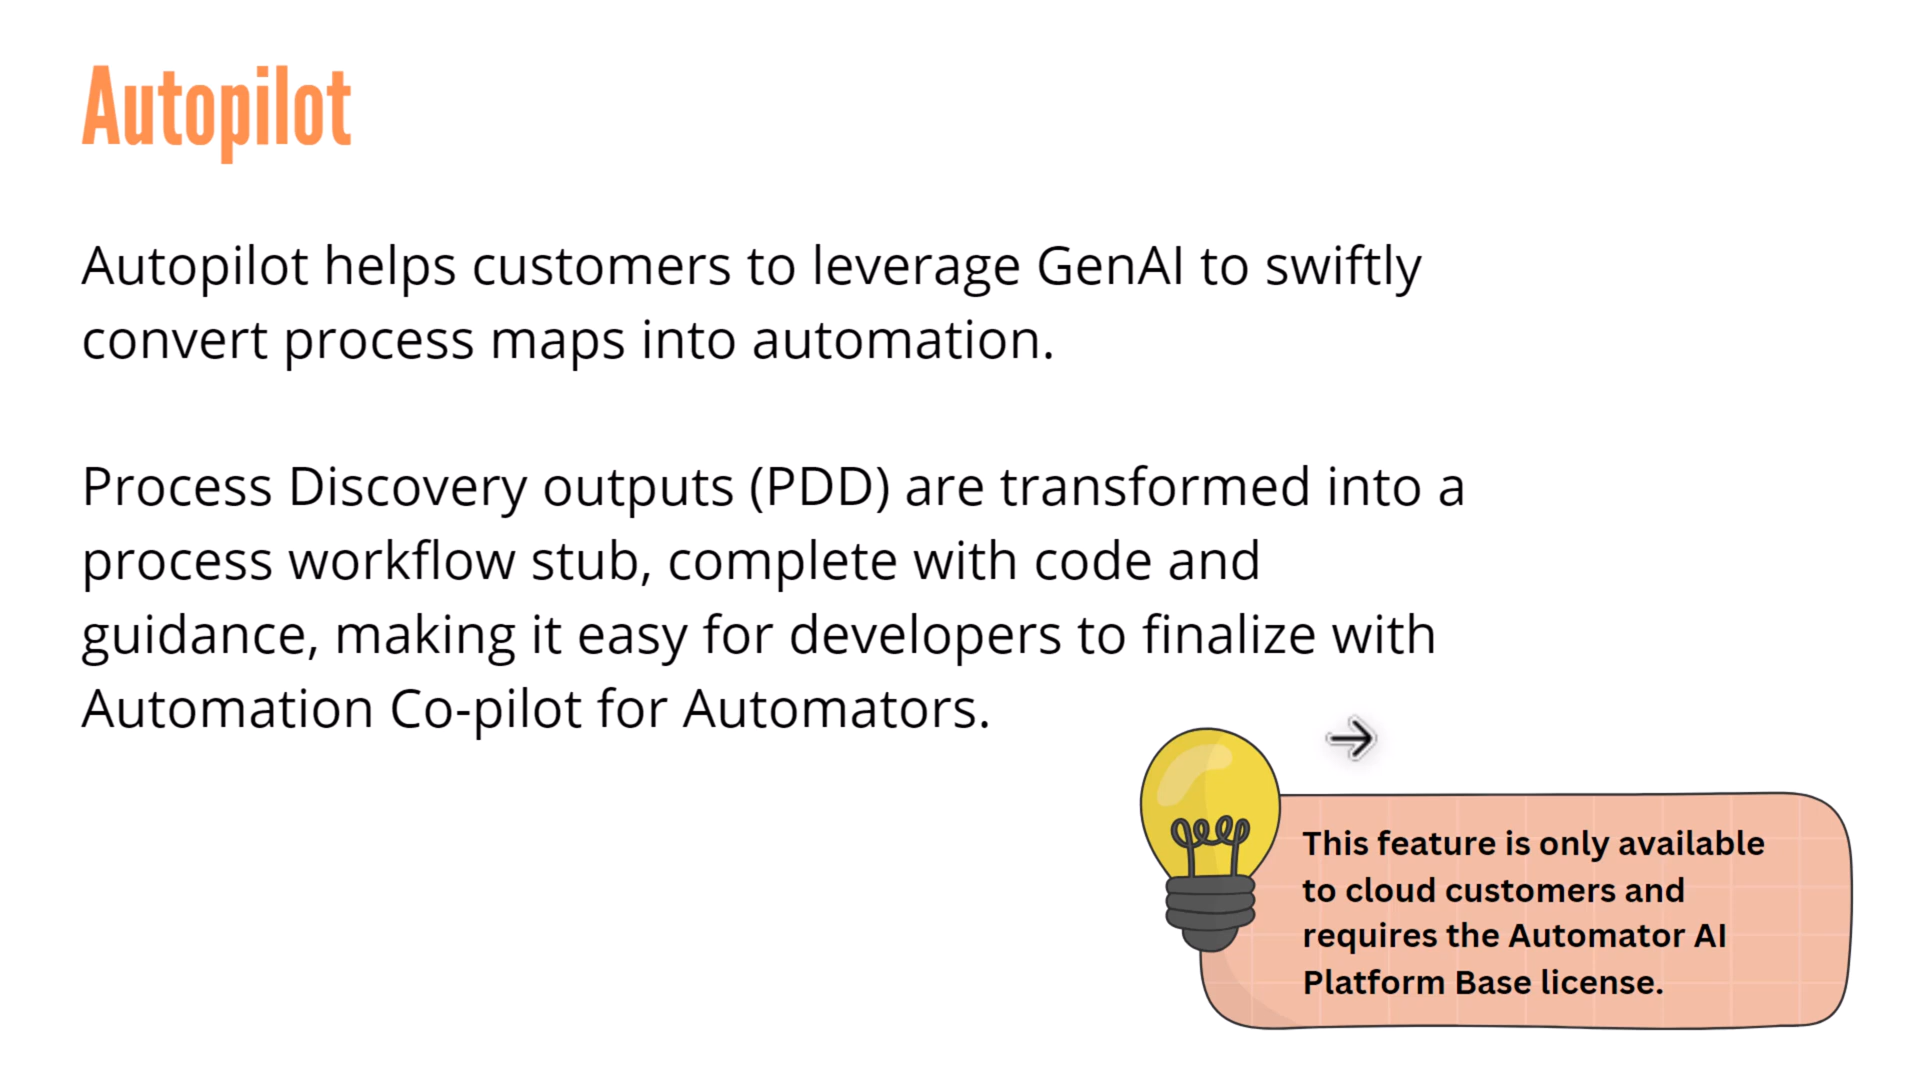 Autopilot
Autopilot helps customers to leverage GenAI to swiftly
convert process maps into automation.
Process Discovery outputs (PDD) are transformed into a
process workflow stub, complete with code and
guidance, making it easy for developers to finalize with
Automation Co-pilot for Automators.
This feature is only available
to cloud customers and
requires the Automator AI
Platform Base license.